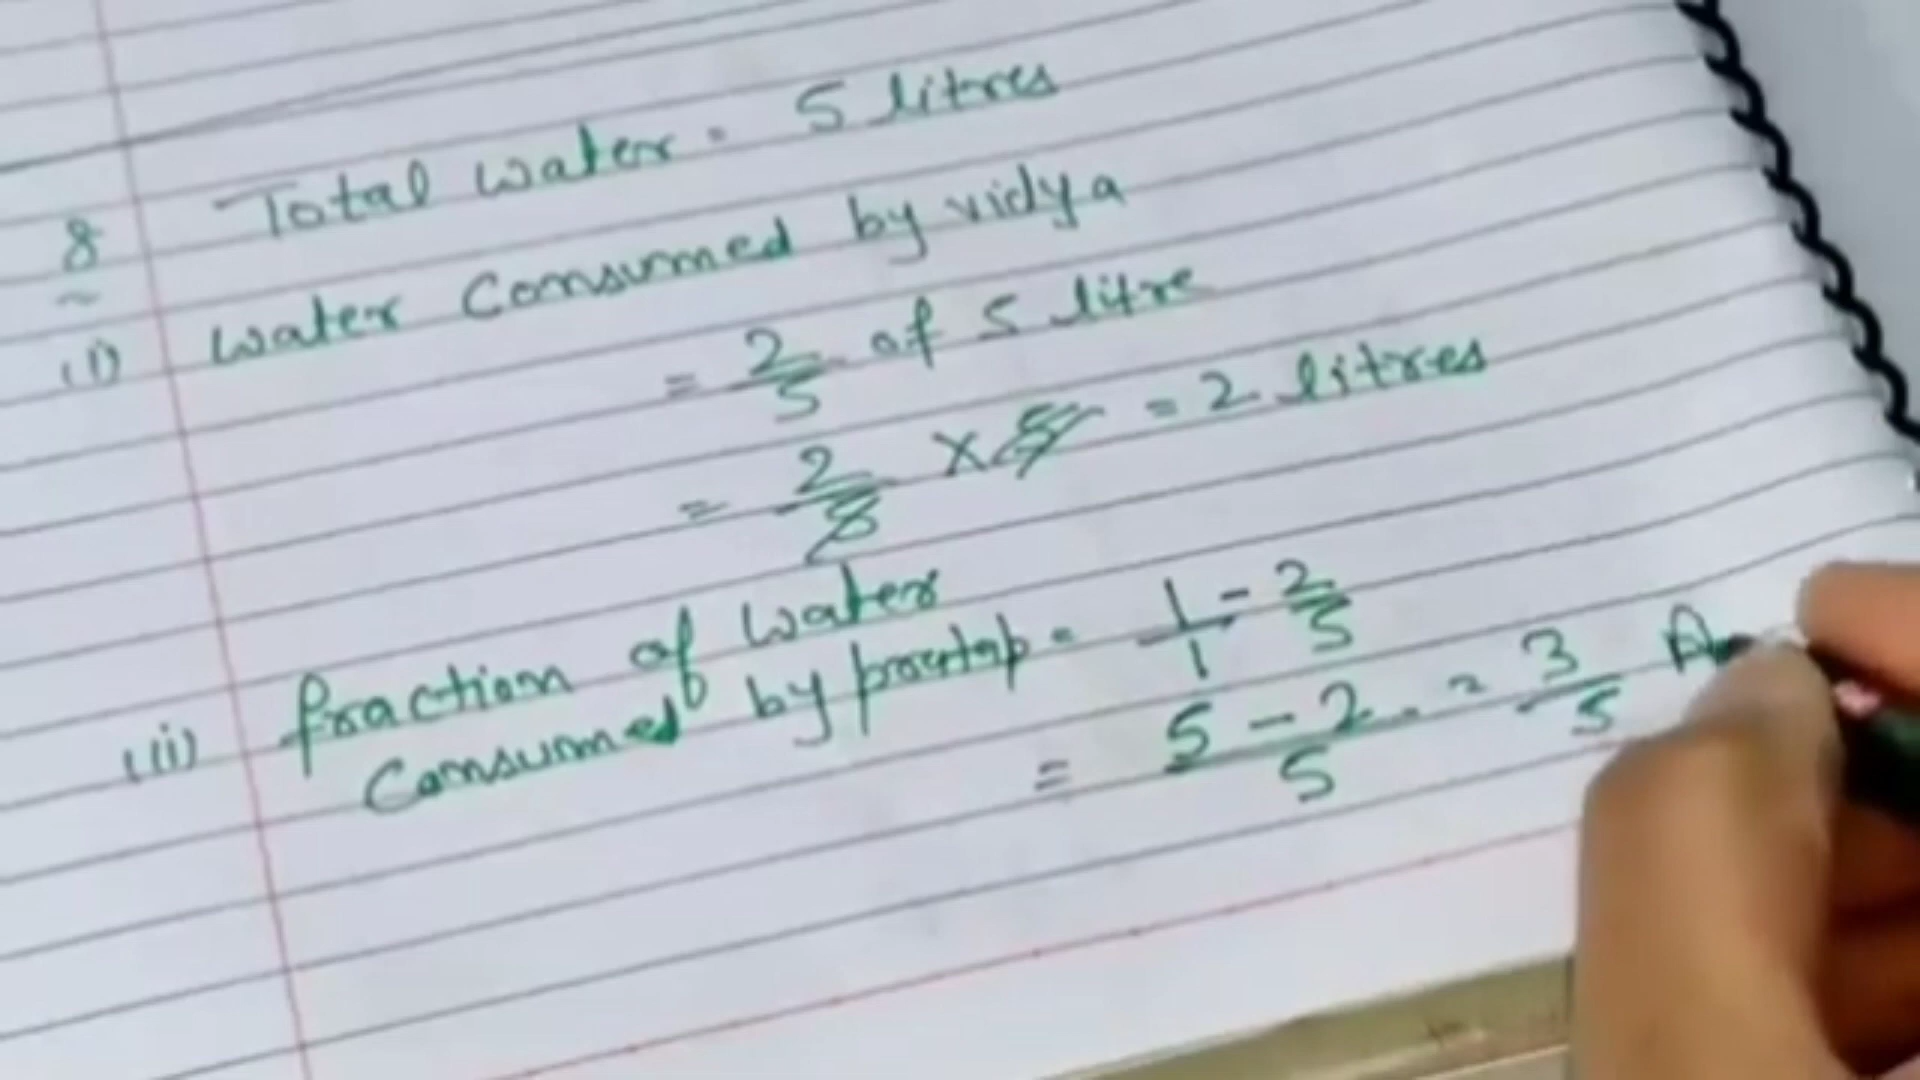 8 Total water = 5 litres
(i) water consumed by vidya
= 2/5 of 5 litre
= 2/5 × 5 = 2 litres
(ii) fraction of water
consumed by pratap = 1/1 - 2/5
= 5 - 2/5 = 3/5